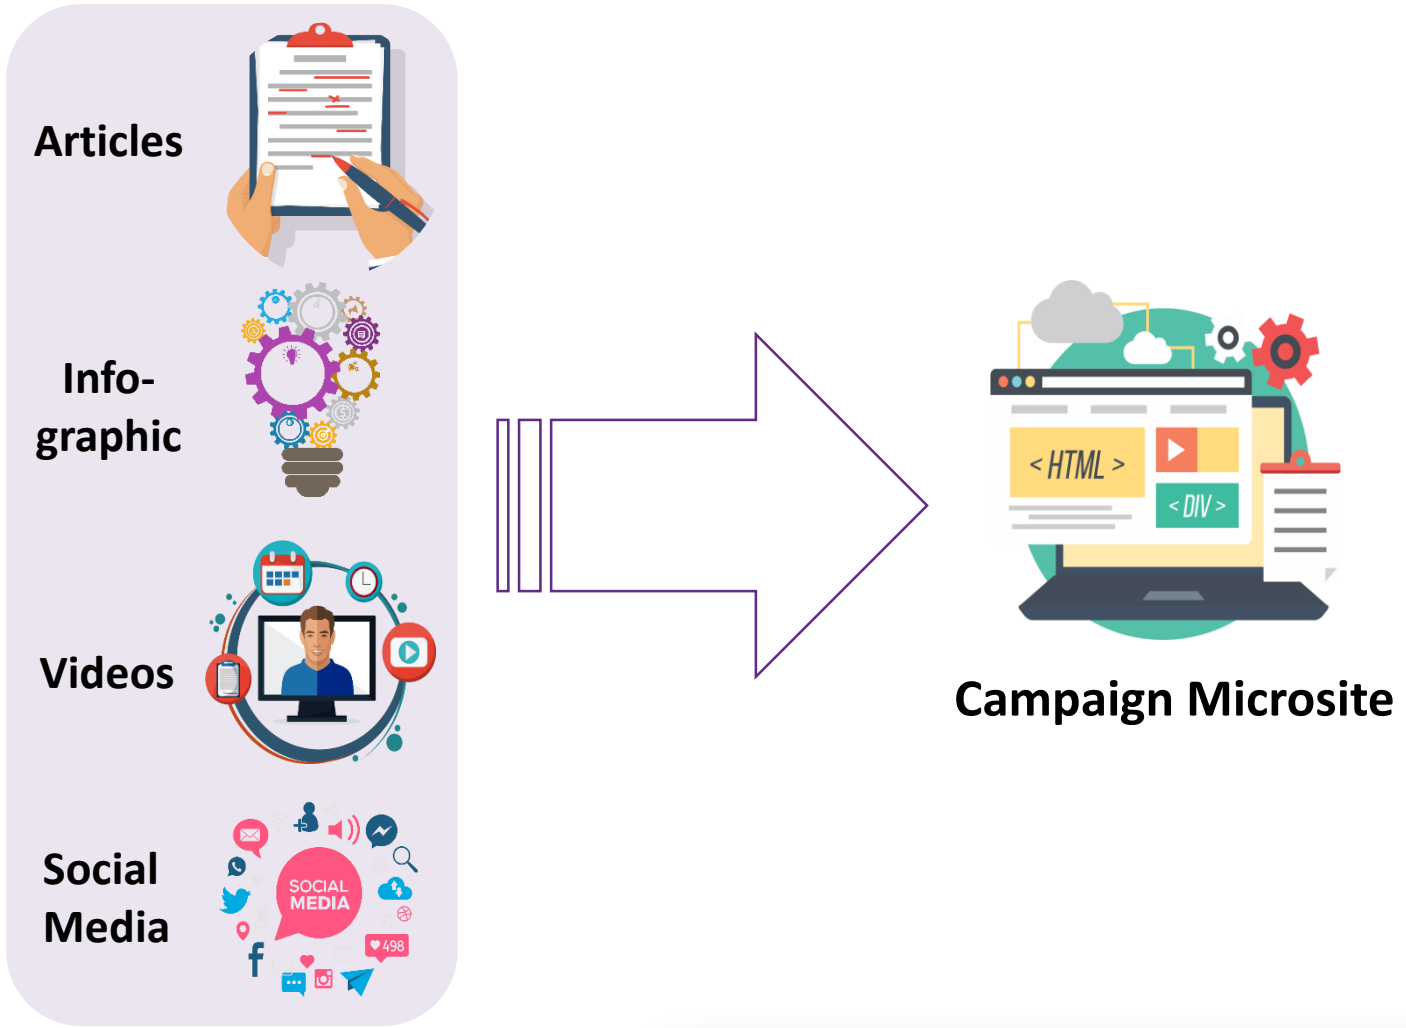 Articles
Info-
graphic
Videos
Social
Media
SOCIAL
MEDIA
498
< HTML >
< DIV >
Campaign Microsite